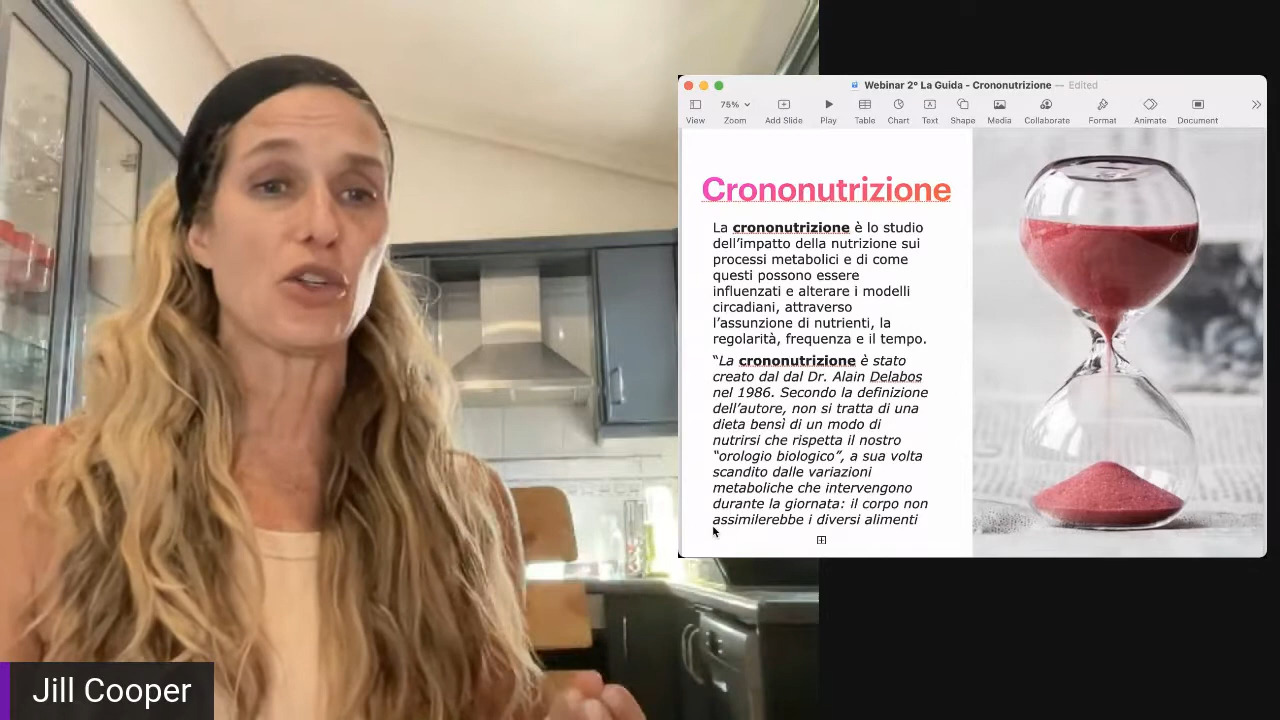 Webinar 2° La Guida - Crononutrizione — Edited
75%
View Zoom Add Slide Play Table Chart Text Shape Media Collaborate Format Animate Document
Crononutrizione
La crononutrizione è lo studio
dell’impatto della nutrizione sui
processi metabolici e di come
questi possono essere
influenzati e alterare i modelli
circadiani, attraverso
l’assunzione di nutrienti, la
regolarità, frequenza e il tempo.
“La crononutrizione è stato
creato dal dal Dr. Alain Delabos
nel 1986. Secondo la definizione
dell’autore, non si tratta di una
dieta bensì di un modo di
nutrirsi che rispetta il nostro
“orologio biologico”, a sua volta
scandito dalle variazioni
metaboliche che intervengono
durante la giornata: il corpo non
assimilerebbe i diversi alimenti
Jill Cooper